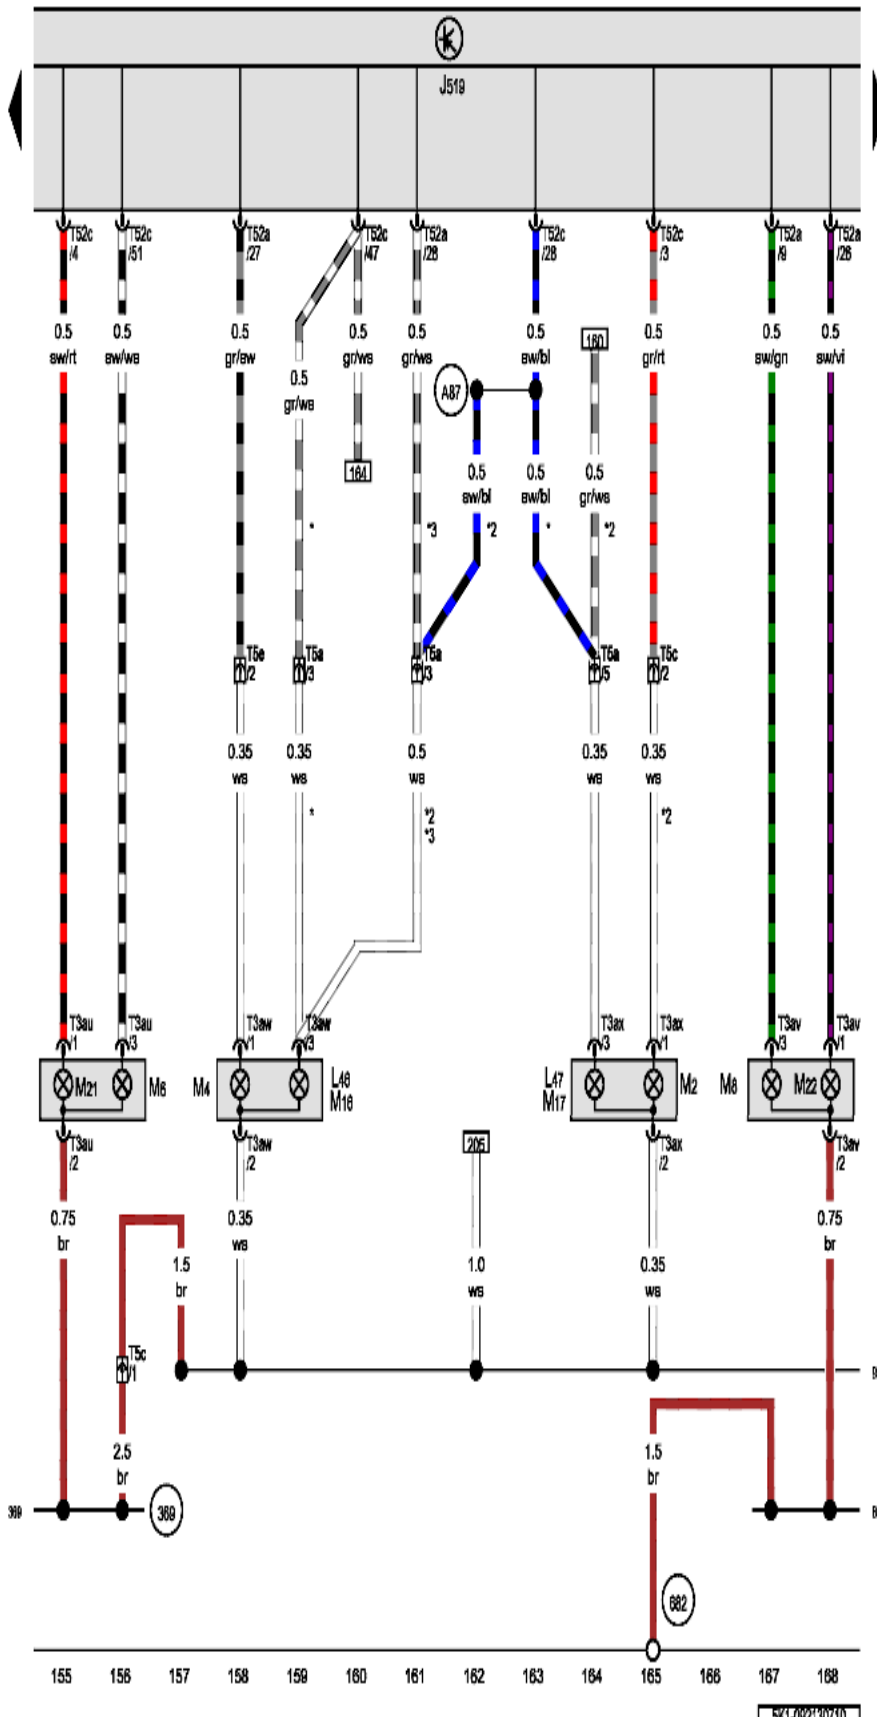 J519
T52c T52c T52a T52c T52a T52c T52c T52a T52a
/4 /51 /27 /47 /28 /28 /3 /9 /26
0.5 0.5 0.5 0.5 0.5 0.5 160 0.5 0.5 0.5
sw/rt sw/ws gr/sw gr/ws gr/ws sw/bl gr/rt sw/gn sw/vi
0.5
gr/ws
A87
164 0.5 0.5 0.5
sw/bl sw/bl gr/ws
* *3 *2 * *2
T5e T5a T5a T5a T5c
/2 /3 /3 /5 /2
0.35 0.35 0.5 0.35 0.35
ws ws ws ws ws
* *2 *2
*3
T3au T3au T3aw T3aw T3ax T3ax T3av T3av
/1 /3 /1 /3 /3 /1 /3 /1
M21 M6 M4 L46 L47 M2 M8 M22
M16 M17
T3au T3aw 205 T3ax T3av
/2 /2 /2 /2
0.75 0.35 0.75
br ws br
1.5 1.0 0.35
br ws ws
T5c
/1
2.5 1.5
br br
369 369
682
155 156 157 158 159 160 161 162 163 164 165 166 167 168